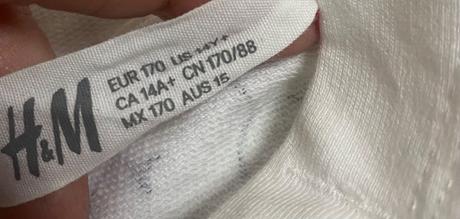 H&M
EUR 170 US 14Y+
CA 14A+ CN 170/88
MX 170 AUS 15